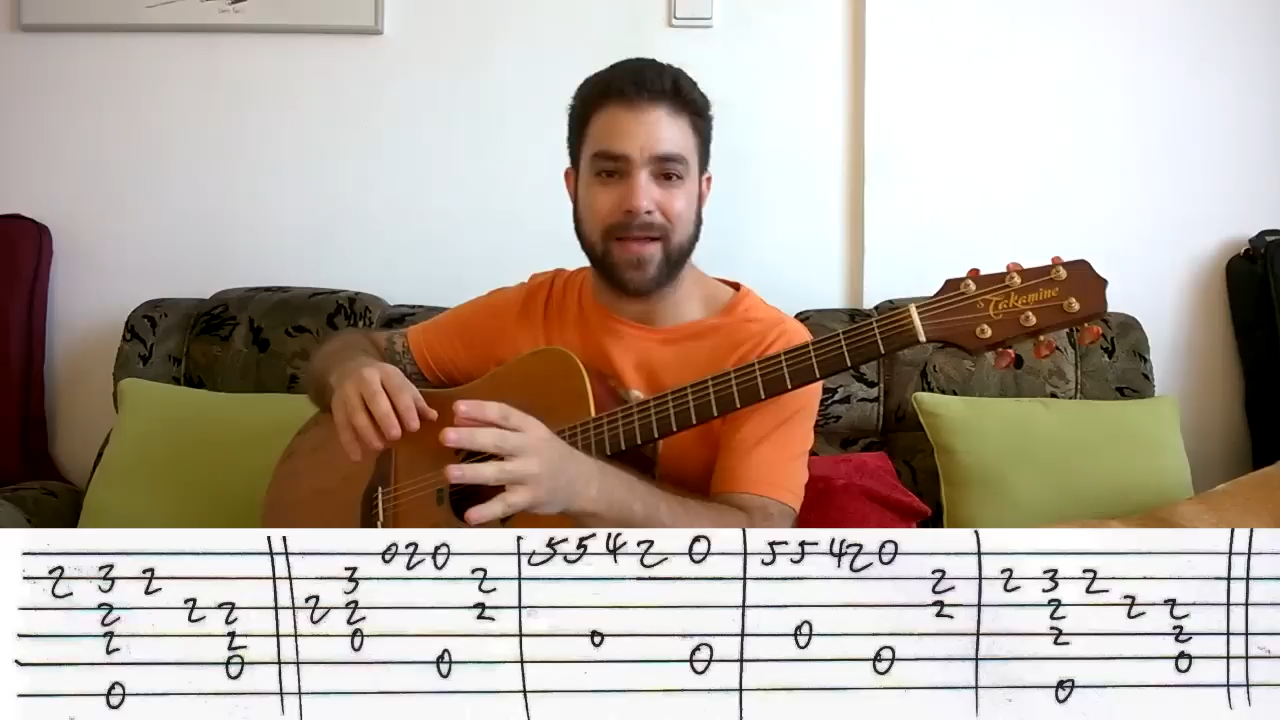 Takamine
0 2 0 5 5 4 2 0 5 5 4 2 0
2 3 2 3 2 2 2 3 2
2 2 2 2 2 2 2 2 2 2
2 2 0 0 0 2 2
0 0 0 0 0
0 0